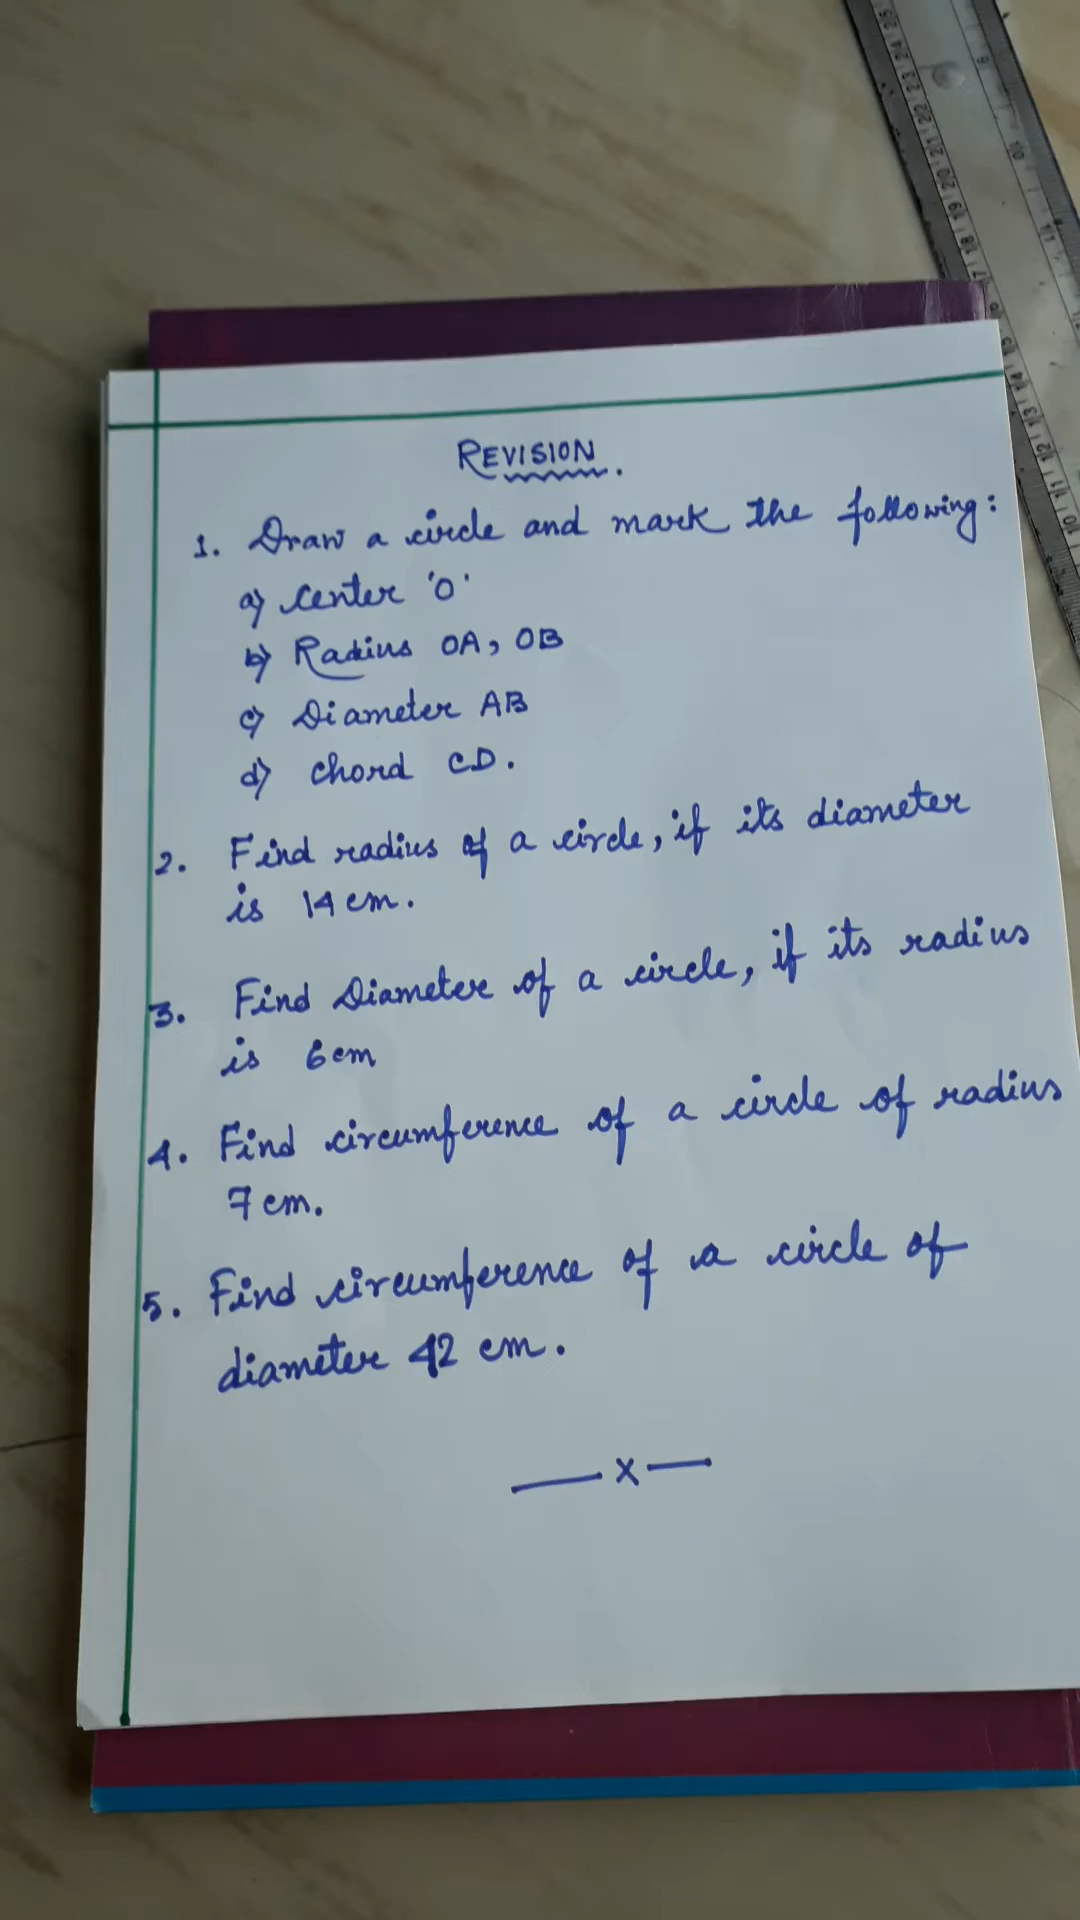 REVISION.
1. Draw a circle and mark the following:
a) center 'O'
b) Radius OA, OB
c) Diameter AB
d) chord CD.
2. Find radius of a circle, if its diameter
is 14 cm.
3. Find Diameter of a circle, if its radius
is 6cm
4. Find circumference of a circle of radius
7 cm.
5. Find circumference of a circle of
diameter 42 cm.
— x —